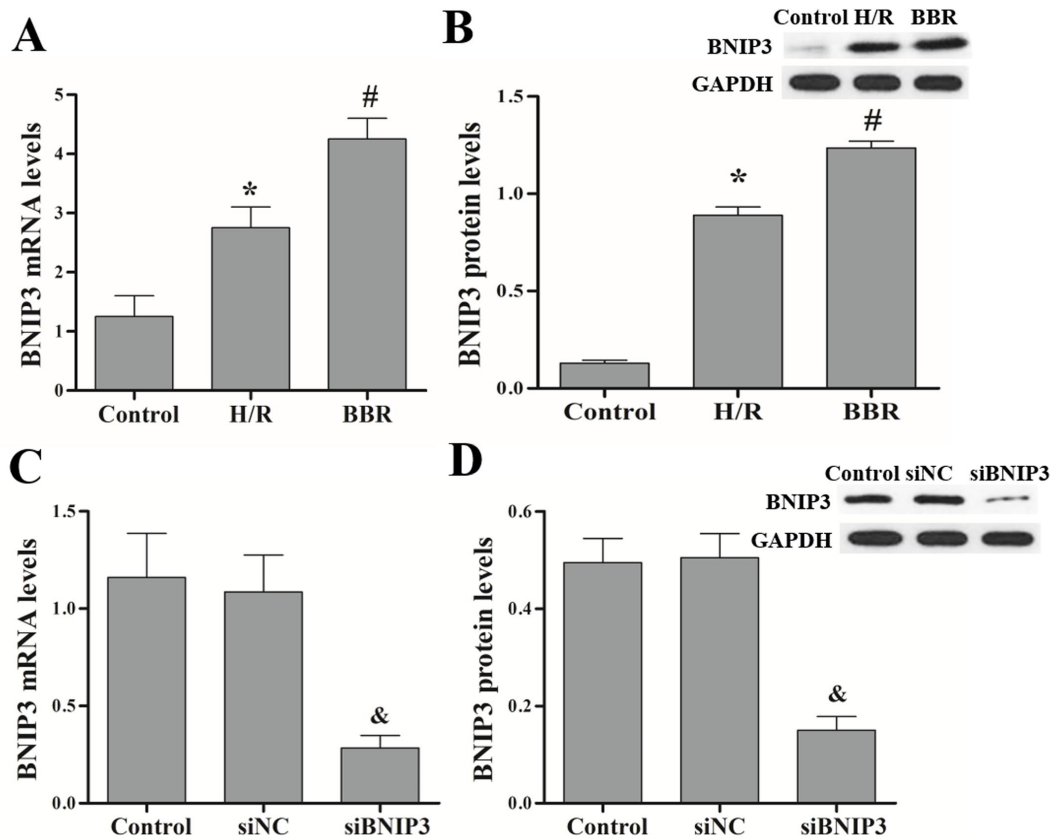 A
BNIP3 mRNA levels
5
4
3
2
1
0
*
#
Control H/R BBR
B
Control H/R BBR
BNIP3
GAPDH
BNIP3 protein levels
1.5
1.0
0.5
0.0
*
#
Control H/R BBR
C
BNIP3 mRNA levels
1.5
1.0
0.5
0.0
&
Control siNC siBNIP3
D
Control siNC siBNIP3
BNIP3
GAPDH
BNIP3 protein levels
0.6
0.4
0.2
0.0
&
Control siNC siBNIP3